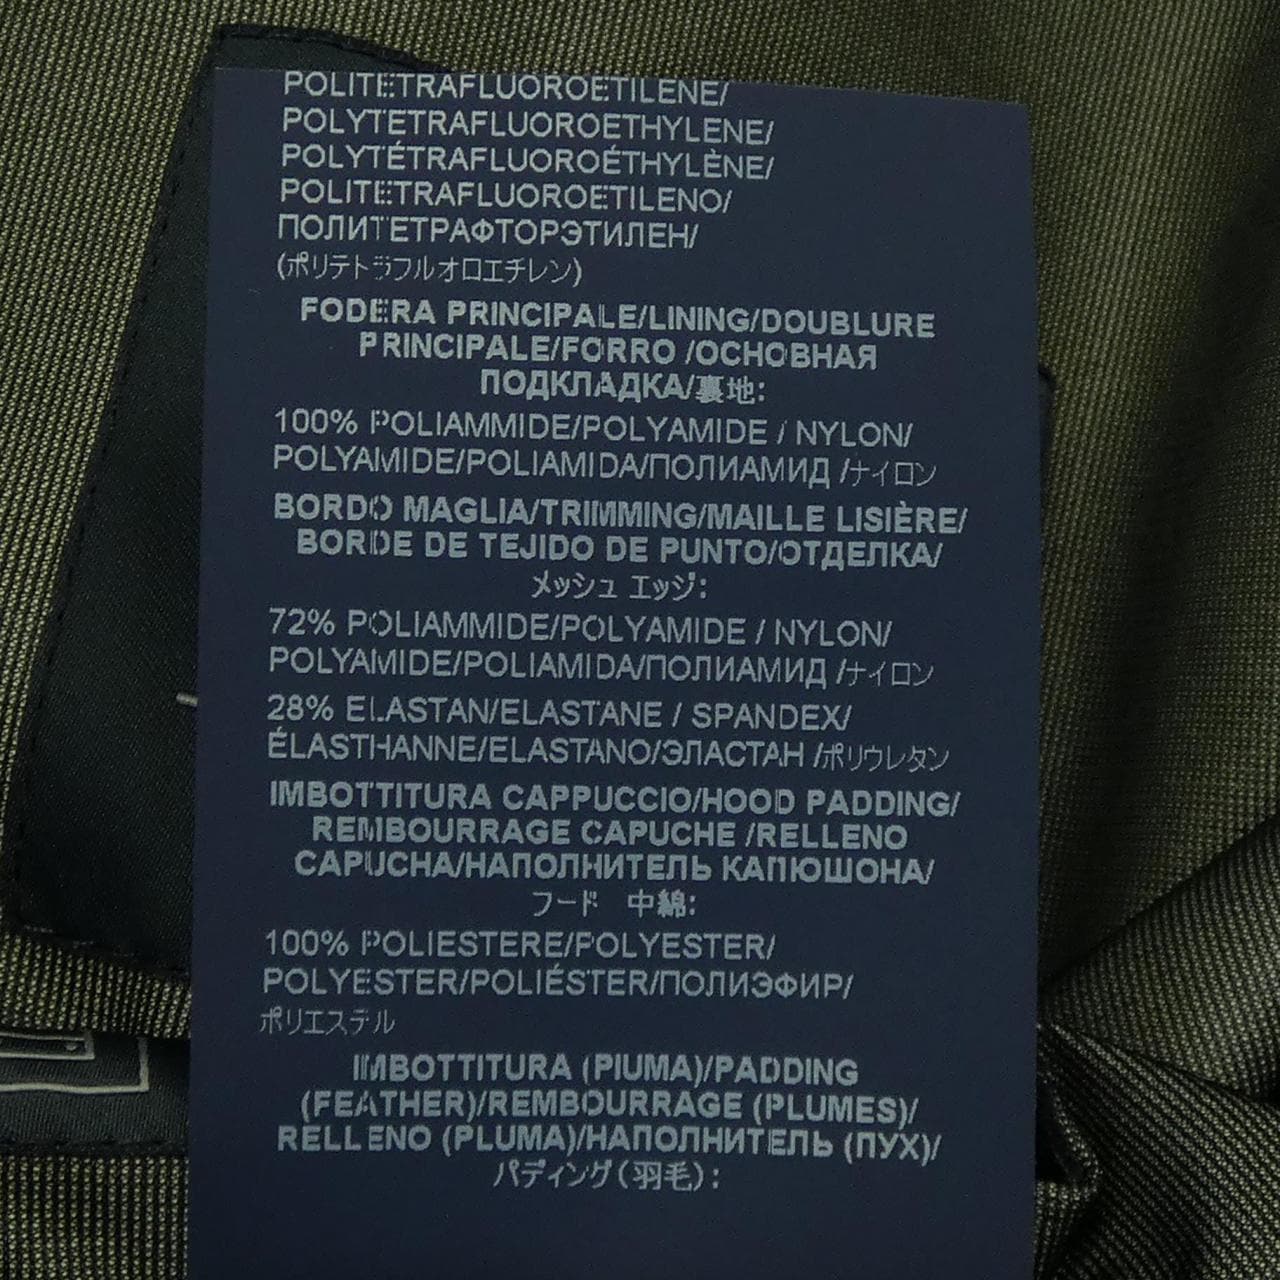 POLITETRAFLUOROETILENE/
POLYTETRAFLUOROETHYLENE/
POLYTÉTRAFLUOROÉTHYLÈNE/
POLITETRAFLUOROETILENO/
ПОЛИТЕТРАФТОРЭТИЛЕН/
(ポリテトラフルオロエチレン)
FODERA PRINCIPALE/LINING/DOUBLURE
PRINCIPALE/FORRO /ОСНОВНАЯ
ПОДКЛАДКА/裏地:
100% POLIAMMIDE/POLYAMIDE / NYLON/
POLYAMIDE/POLIAMIDA/ПОЛИАМИД /ナイロン
BORDO MAGLIA/TRIMMING/MAILLE LISIÈRE/
BORDE DE TEJIDO DE PUNTO/ОТДЕЛКА/
メッシュ エッジ:
72% POLIAMMIDE/POLYAMIDE / NYLON/
POLYAMIDE/POLIAMIDA/ПОЛИАМИД /ナイロン
28% ELASTAN/ELASTANE / SPANDEX/
ÉLASTHANNE/ELASTANO/ЭЛАСТАН /ポリウレタン
IMBOTTITURA CAPPUCCIO/HOOD PADDING/
REMBOURRAGE CAPUCHE /RELLENO
CAPUCHA/НАПОЛНИТЕЛЬ КАПЮШОНА/
フード 中綿:
100% POLIESTERE/POLYESTER/
POLYESTER/POLIÉSTER/ПОЛИЭФИР/
ポリエステル
IMBOTTITURA (PIUMA)/PADDING
(FEATHER)/REMBOURRAGE (PLUMES)/
RELLENO (PLUMA)/НАПОЛНИТЕЛЬ (ПУХ)/
パディング(羽毛):